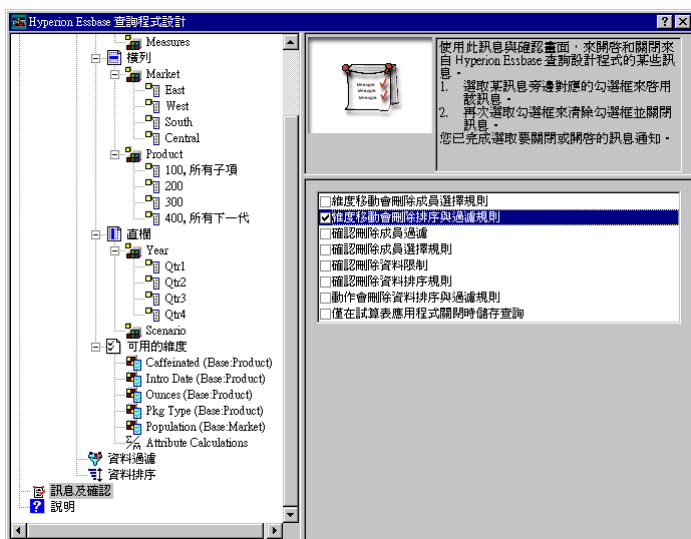 Hyperion Essbase 查詢程式設計
Measures
橫列
Market
East
West
South
Central
Product
100, 所有子項
200
300
400, 所有下一代
直欄
Year
Qtr1
Qtr2
Qtr3
Qtr4
Scenario
可用的維度
Caffeinated (Base:Product)
Intro Date (Base:Product)
Ounces (Base:Product)
Pkg Type (Base:Product)
Population (Base:Market)
Attribute Calculations
資料過濾
資料排序
訊息及確認
說明
Messages
Messages
Messages
使用此訊息與確認畫面，來開啓和關閉來
自 Hyperion Essbase 查詢設計程式的某些訊
息。
1. 選取某訊息旁邊對應的勾選框來啓用
該訊息。
2. 再次選取勾選框來清除勾選框並關閉
訊息。
您已完成選取要關閉或開啓的訊息通知。
維度移動會刪除成員選擇規則
維度移動會刪除排序與過濾規則
確認刪除成員過濾
確認刪除成員選擇規則
確認刪除資料限制
確認刪除資料排序規則
動作會刪除資料排序與過濾規則
僅在試算表應用程式關閉時儲存查詢